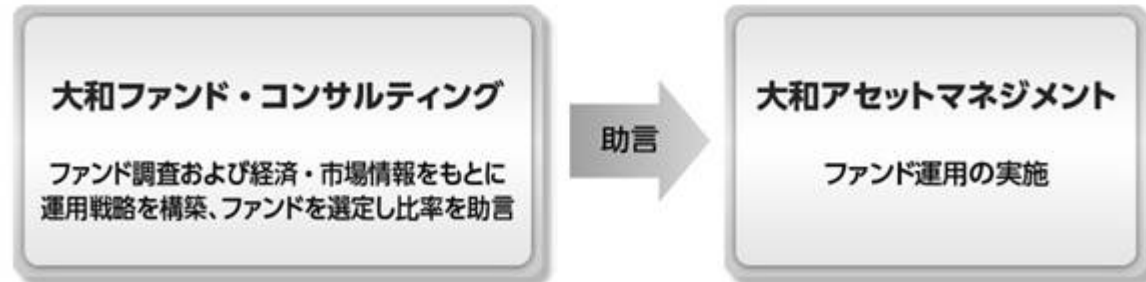 大和ファンド・コンサルティング
ファンド調査および経済・市場情報をもとに
運用戦略を構築、ファンドを選定し比率を助言
助言
大和アセットマネジメント
ファンド運用の実施